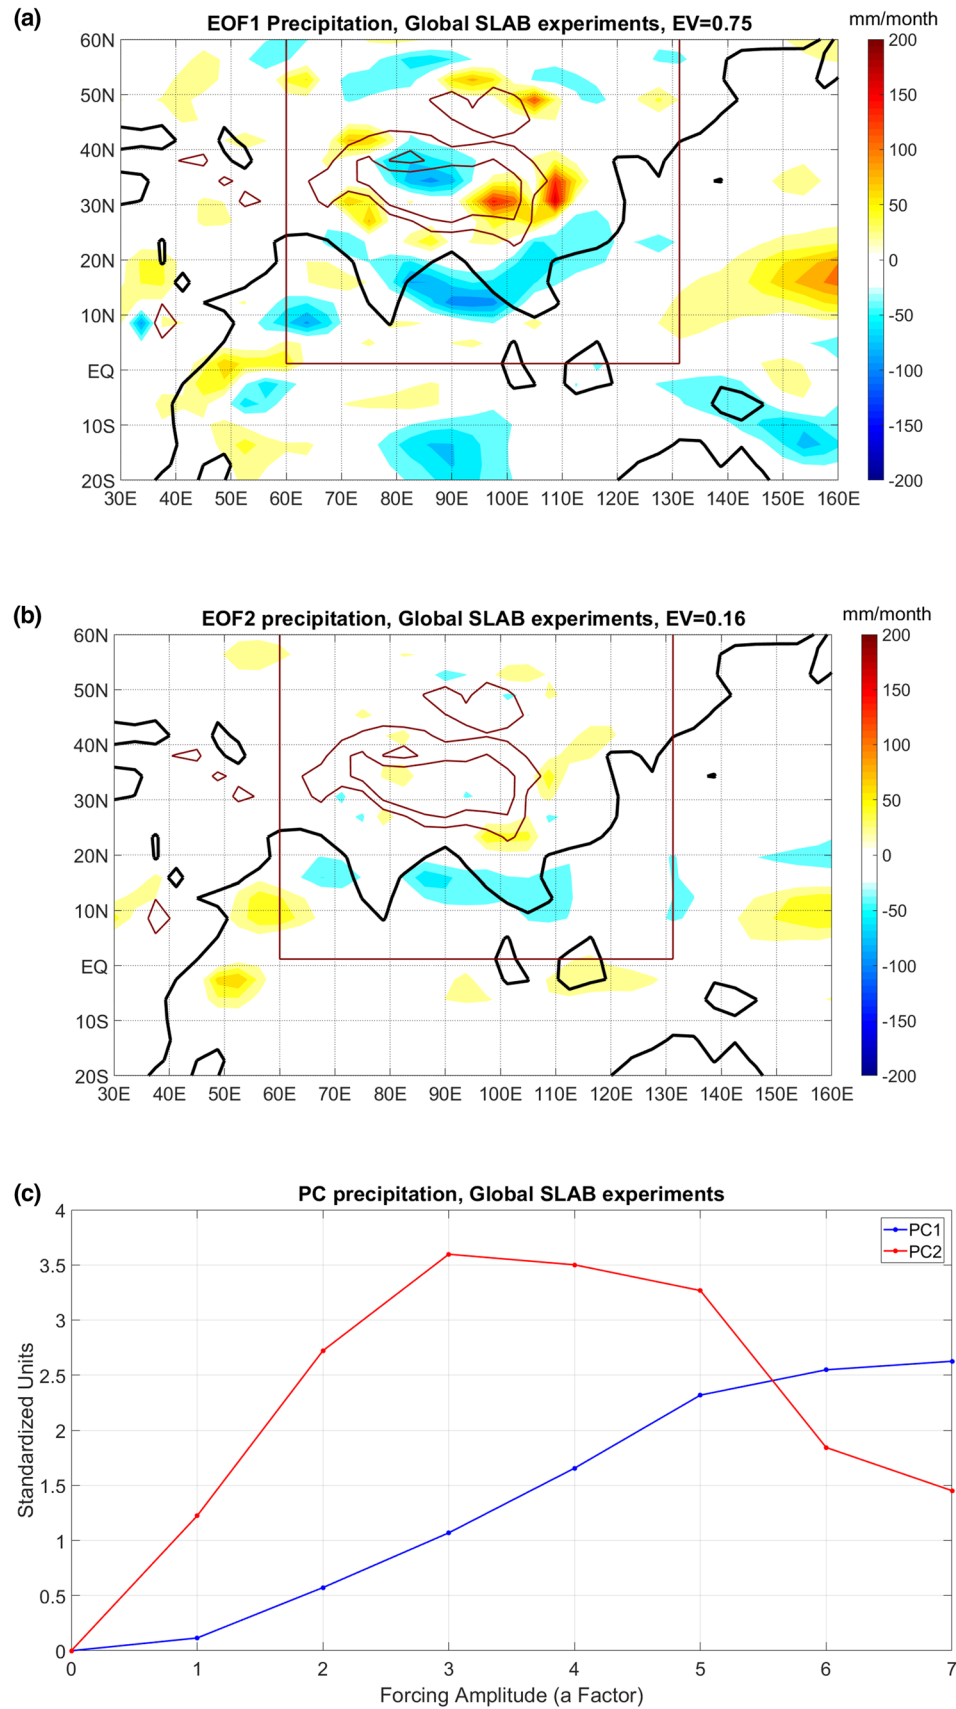 (a)
EOF1 Precipitation, Global SLAB experiments, EV=0.75
mm/month
60N
50N
40N
30N
20N
10N
EQ
10S
20S
30E 40E 50E 60E 70E 80E 90E 100E 110E 120E 130E 140E 150E 160E
200
150
100
50
0
-50
-100
-150
-200
(b)
EOF2 precipitation, Global SLAB experiments, EV=0.16
mm/month
60N
50N
40N
30N
20N
10N
EQ
10S
20S
30E 40E 50E 60E 70E 80E 90E 100E 110E 120E 130E 140E 150E 160E
200
150
100
50
0
-50
-100
-150
-200
(c)
PC precipitation, Global SLAB experiments
Standardized Units
4
3.5
3
2.5
2
1.5
1
0.5
0
PC1
PC2
0 1 2 3 4 5 6 7
Forcing Amplitude (a Factor)